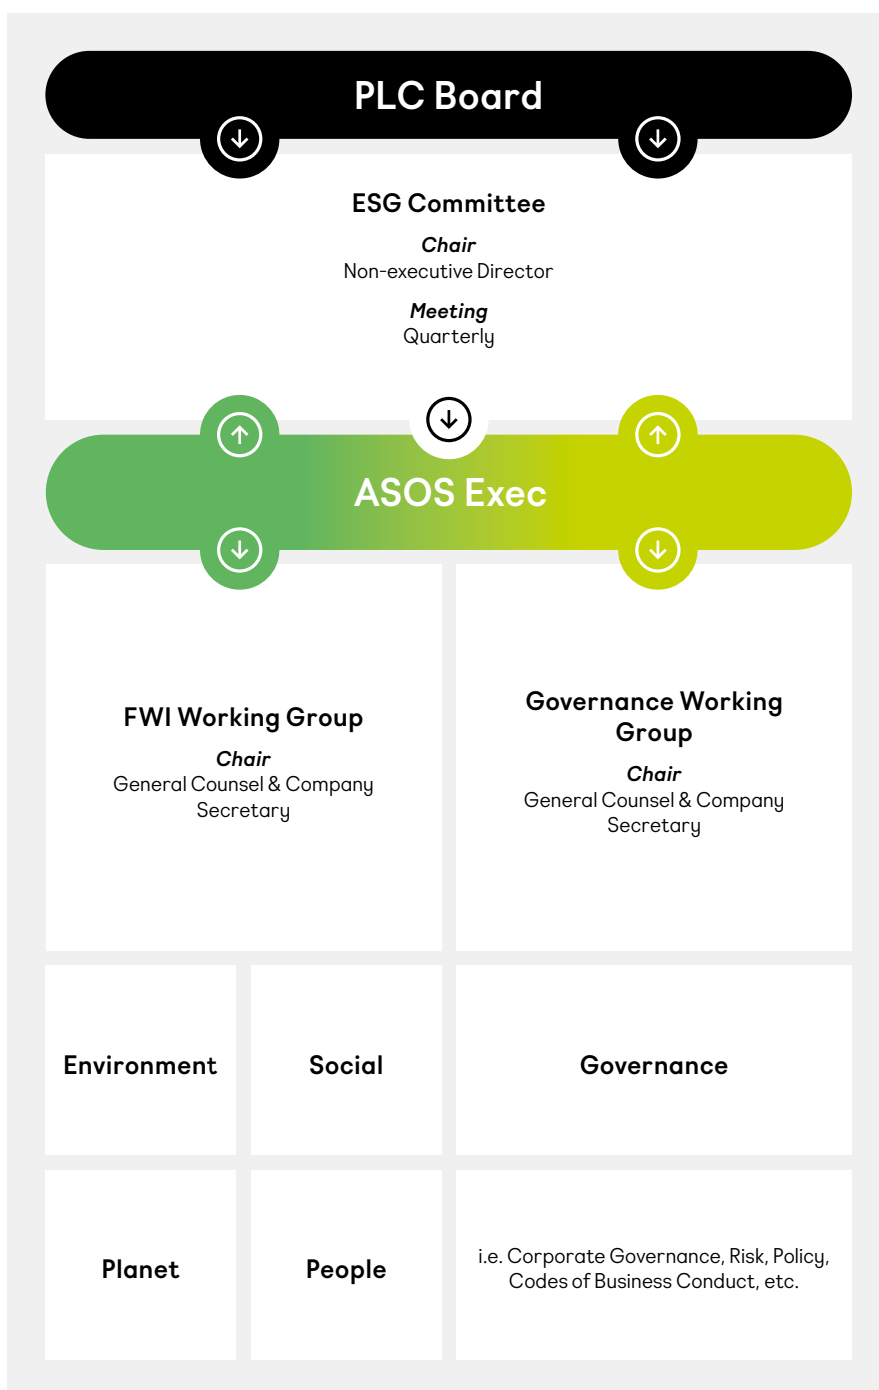 PLC Board
ESG Committee
Chair
Non-executive Director
Meeting
Quarterly
ASOS Exec
FWI Working Group
Chair
General Counsel & Company
Secretary
Governance Working
Group
Chair
General Counsel & Company
Secretary
Environment
Social
Governance
Planet
People
i.e. Corporate Governance, Risk, Policy,
Codes of Business Conduct, etc.